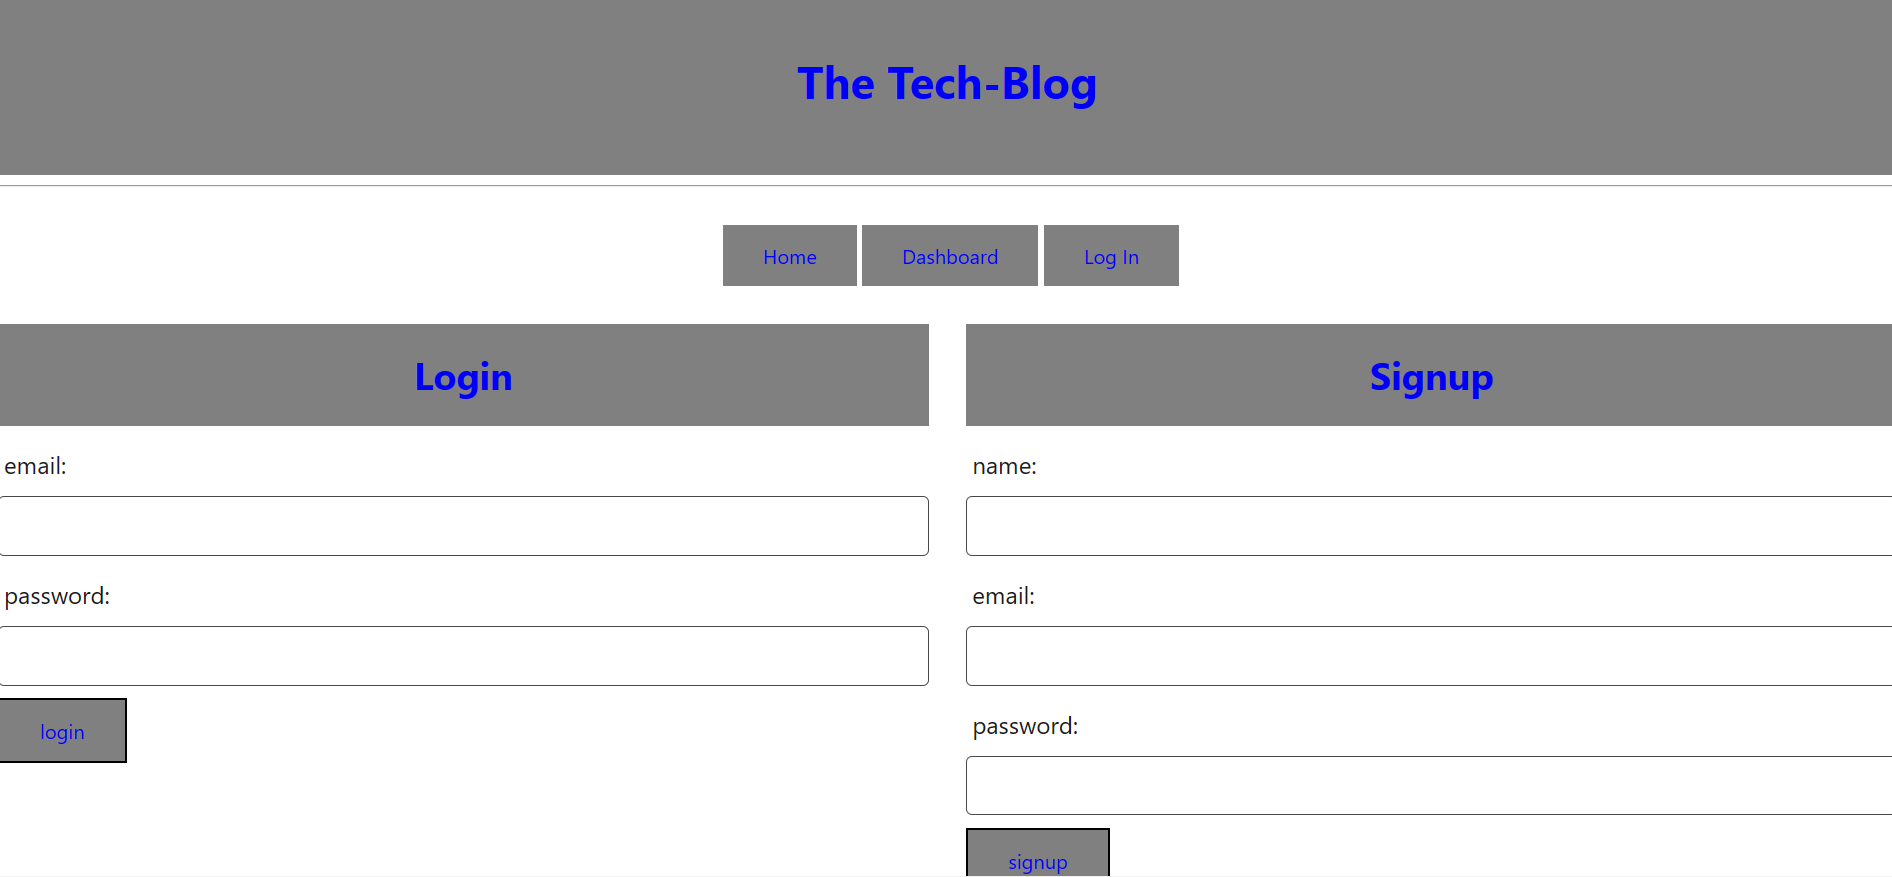 The Tech-Blog
Home Dashboard Log In
Login
email:
password:
login
Signup
name:
email:
password:
signup